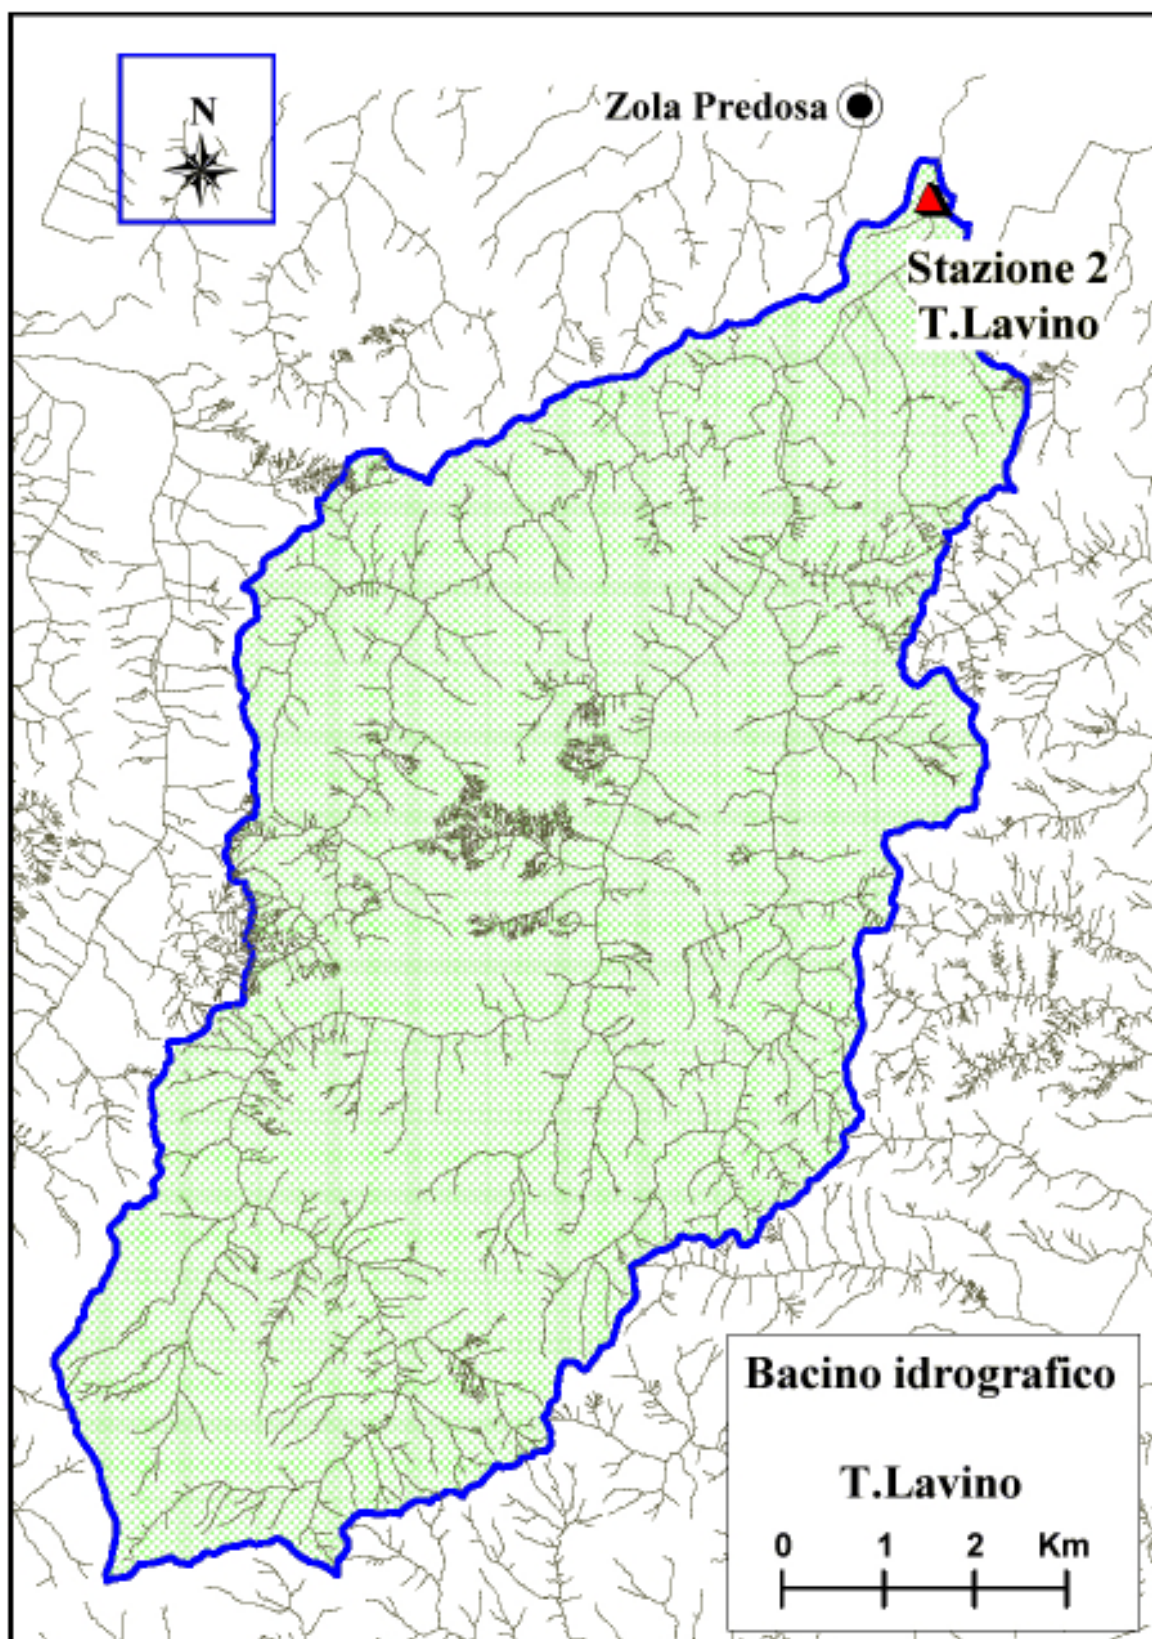 N
Zola Predosa
Stazione 2
T.Lavino
Bacino idrografico
T.Lavino
0 1 2 Km